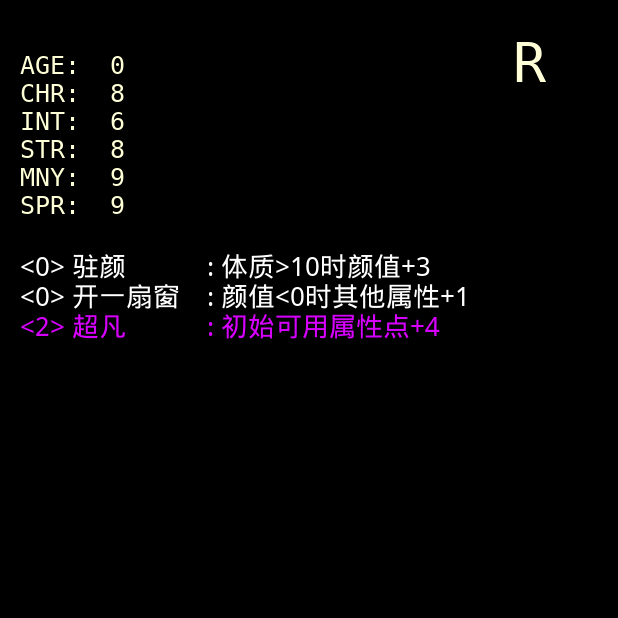 R
AGE: 0
CHR: 8
INT: 6
STR: 8
MNY: 9
SPR: 9
<0> 驻颜 : 体质>10时颜值+3
<0> 开一扇窗 : 颜值<0时其他属性+1
<2> 超凡 : 初始可用属性点+4